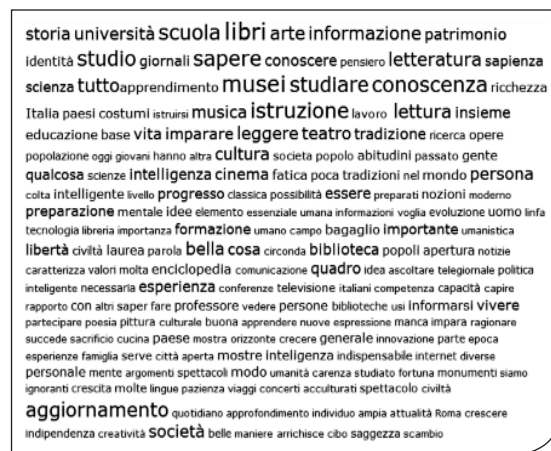 storia università scuola libri arte informazione patrimonio
identità studio giornali sapere conoscere pensiero letteratura sapienza
scienza tutto apprendimento musei studiare conoscenza ricchezza
Italia paesi costumi istruirsi musica istruzione lavoro lettura insieme
educazione base vita imparare leggere teatro tradizione ricerca opere
popolazione oggi giovani hanno altra cultura societa popolo abitudini passato gente
qualcosa scienze intelligenza cinema fatica poca tradizioni nel mondo persona
colta intelligente livello progresso classica possibilità essere preparati nozioni moderno
preparazione mentale idee elemento essenziale umana informazioni voglia evoluzione uomo linfa
tecnologia libreria importanza formazione umano campo bagaglio importante umanistica
libertà civiltà laurea parola bella cosa circonda biblioteca popoli apertura notizie
caratterizza valori molta enciclopedia comunicazione quadro idea ascoltare telegiornale politica
inteligente necessaria esperienza conferenze televisione italiani competenza capacità capire
rapporto con altri saper fare professore vedere persone biblioteche usi informarsi vivere
partecipare poesia pittura culturale buona apprendere nuove espressione manca impara ragionare
succede sacrificio cucina paese mostra orizzonte crecere generale innovazione parte epoca
esperienze famiglia serve città aperta mostre inteligenza indispensabile internet diverse
personale mente argomenti spettacoli modo umanità carenza studiato fortuna monumenti siamo
ignoranti crescita molte lingue pazienza viaggi concerti acculturati spettacolo civiltà
aggiornamento quotidiano approfondimento individuo ampia attualità Roma crescere
indipendenza creatività società belle maniere arrichisce cibo saggezza scambio